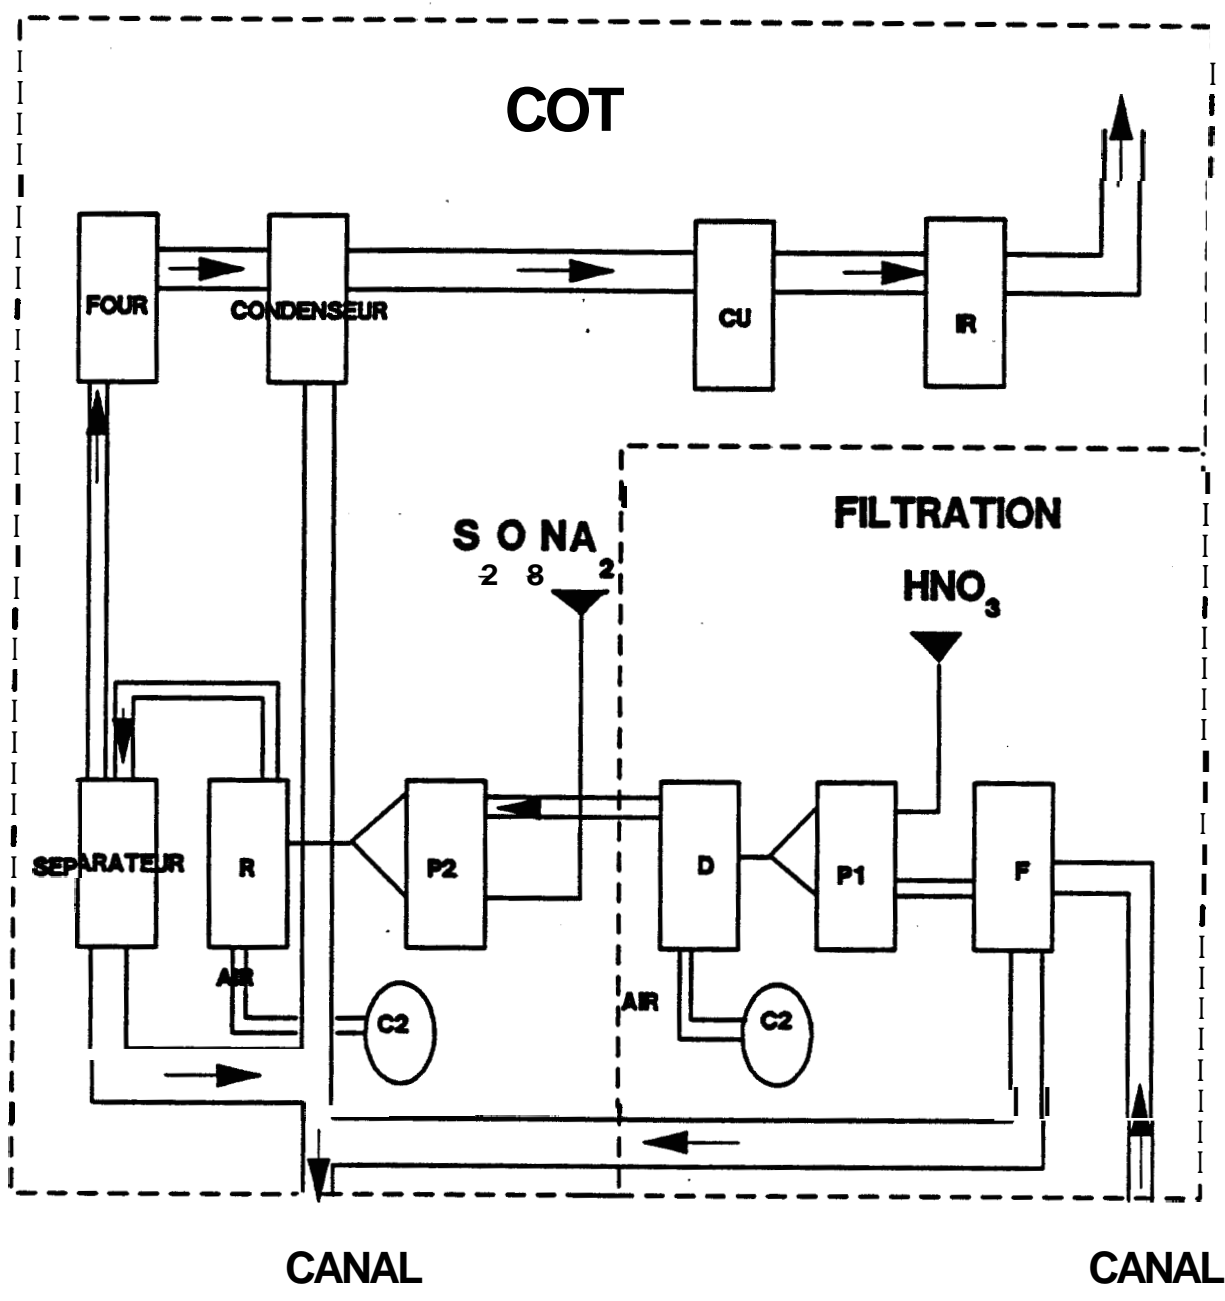 COT
FOUR
CONDENSEUR
CU
IR
FILTRATION
S O NA
2 8 2
HNO3
SEPARATEUR
R
P2
D
P1
F
AIR
C2
AIR
C2
CANAL
CANAL